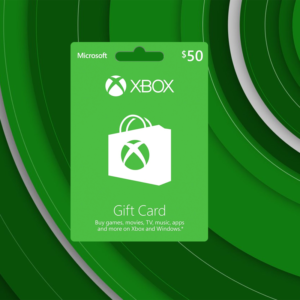 Microsoft $50
XBOX
Gift Card
Buy games, movies, TV, music, apps
and more on Xbox and Windows.*